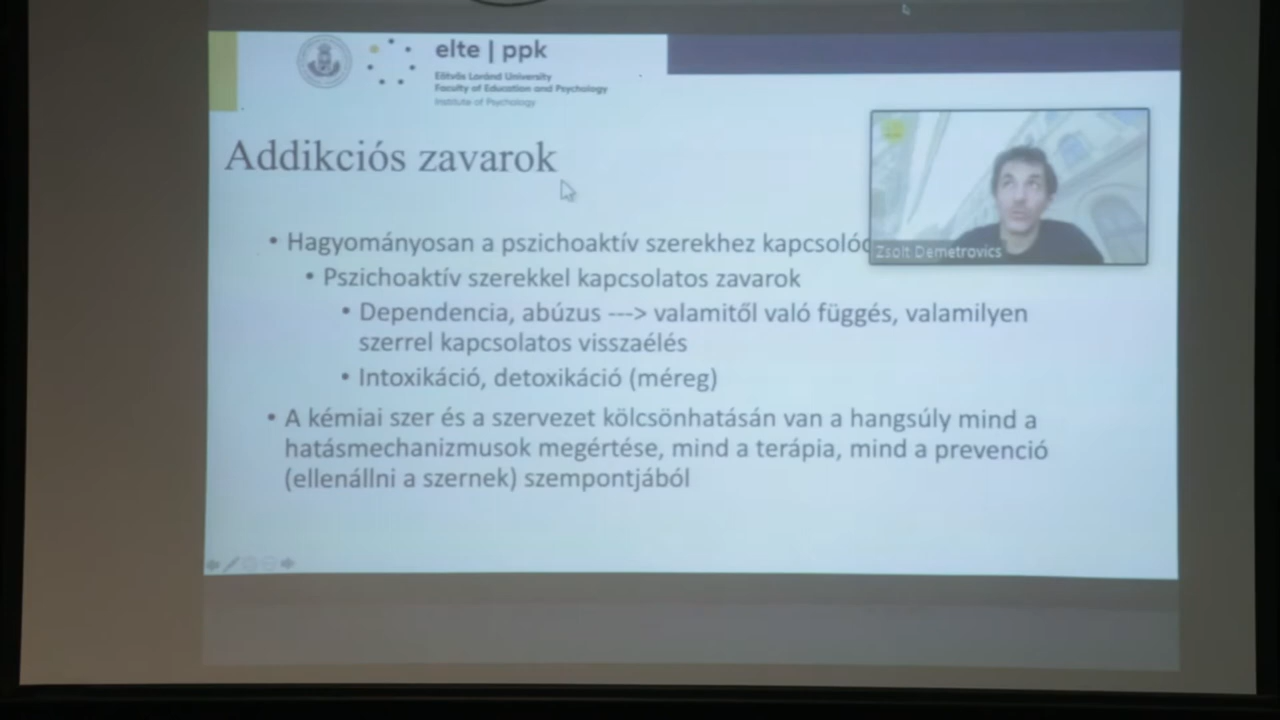 elte | ppk
Eötvös Loránd University
Faculty of Education and Psychology
Institute of Psychology
Addikciós zavarok
Zsolt Demetrovics
• Hagyományosan a pszichoaktív szerekhez
• Pszichoaktív szerekkel kapcsolatos zavarok
• Dependencia, abúzus ---> valamitől való függés, valamilyen
szerrel kapcsolatos visszaélés
• Intoxikáció, detoxikáció (méreg)
• A kémiai szer és a szervezet kölcsönhatásán van a hangsúly mind a
hatásmechanizmusok megértése, mind a terápia, mind a prevenció
(ellenállni a szernek) szempontjából